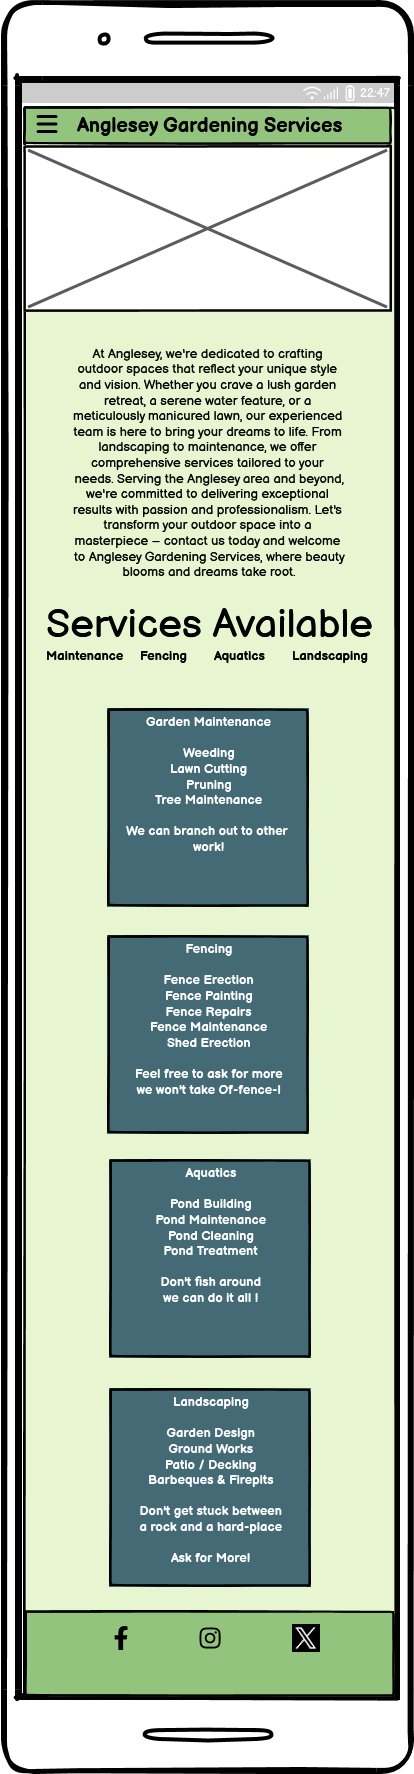 22:47
Anglesey Gardening Services
At Anglesey, we're dedicated to crafting
outdoor spaces that reflect your unique style
and vision. Whether you crave a lush garden
retreat, a serene water feature, or a
meticulously manicured lawn, our experienced
team is here to bring your dreams to life. From
landscaping to maintenance, we offer
comprehensive services tailored to your
needs. Serving the Anglesey area and beyond,
we're committed to delivering exceptional
results with passion and professionalism. Let's
transform your outdoor space into a
masterpiece – contact us today and welcome
to Anglesey Gardening Services, where beauty
blooms and dreams take root.
Services Available
Maintenance Fencing Aquatics Landscaping
Garden Maintenance
Weeding
Lawn Cutting
Pruning
Tree Maintenance
We can branch out to other
work!
Fencing
Fence Erection
Fence Painting
Fence Repairs
Fence Maintenance
Shed Erection
Feel free to ask for more
we won't take Of-fence-!
Aquatics
Pond Building
Pond Maintenance
Pond Cleaning
Pond Treatment
Don't fish around
we can do it all !
Landscaping
Garden Design
Ground Works
Patio / Decking
Barbeques & Firepits
Don't get stuck between
a rock and a hard-place
Ask for More!